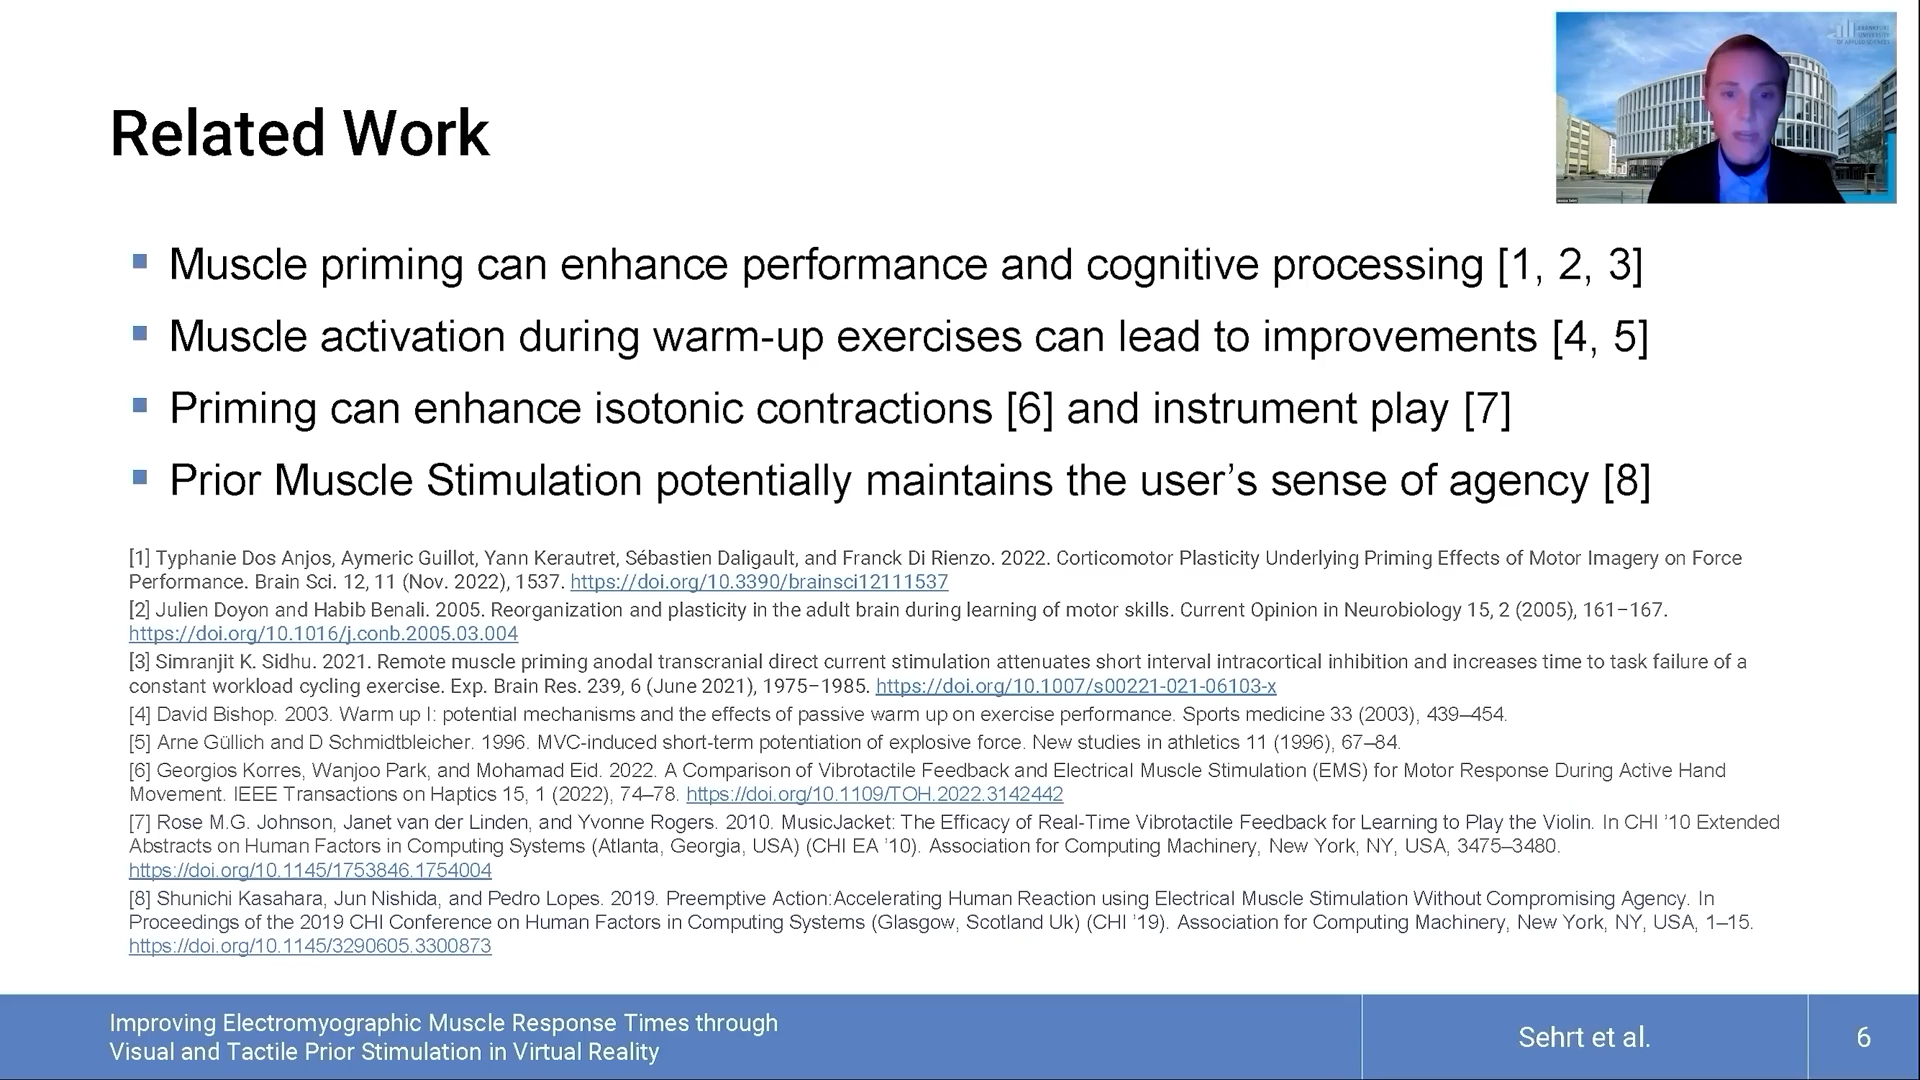 FRANKFURT
UNIVERSITY
OF APPLIED SCIENCES
Related Work
Muscle priming can enhance performance and cognitive processing [1, 2, 3]
Muscle activation during warm-up exercises can lead to improvements [4, 5]
Priming can enhance isotonic contractions [6] and instrument play [7]
Prior Muscle Stimulation potentially maintains the user’s sense of agency [8]
[1] Typhanie Dos Anjos, Aymeric Guillot, Yann Kerautret, Sébastien Daligault, and Franck Di Rienzo. 2022. Corticomotor Plasticity Underlying Priming Effects of Motor Imagery on Force
Performance. Brain Sci. 12, 11 (Nov. 2022), 1537. https://doi.org/10.3390/brainsci12111537
[2] Julien Doyon and Habib Benali. 2005. Reorganization and plasticity in the adult brain during learning of motor skills. Current Opinion in Neurobiology 15, 2 (2005), 161–167.
https://doi.org/10.1016/j.conb.2005.03.004
[3] Simranjit K. Sidhu. 2021. Remote muscle priming anodal transcranial direct current stimulation attenuates short interval intracortical inhibition and increases time to task failure of a
constant workload cycling exercise. Exp. Brain Res. 239, 6 (June 2021), 1975–1985. https://doi.org/10.1007/s00221-021-06103-x
[4] David Bishop. 2003. Warm up I: potential mechanisms and the effects of passive warm up on exercise performance. Sports medicine 33 (2003), 439–454.
[5] Arne Güllich and D Schmidtbleicher. 1996. MVC-induced short-term potentiation of explosive force. New studies in athletics 11 (1996), 67–84.
[6] Georgios Korres, Wanjoo Park, and Mohamad Eid. 2022. A Comparison of Vibrotactile Feedback and Electrical Muscle Stimulation (EMS) for Motor Response During Active Hand
Movement. IEEE Transactions on Haptics 15, 1 (2022), 74–78. https://doi.org/10.1109/TOH.2022.3142442
[7] Rose M.G. Johnson, Janet van der Linden, and Yvonne Rogers. 2010. MusicJacket: The Efficacy of Real-Time Vibrotactile Feedback for Learning to Play the Violin. In CHI ’10 Extended
Abstracts on Human Factors in Computing Systems (Atlanta, Georgia, USA) (CHI EA ’10). Association for Computing Machinery, New York, NY, USA, 3475–3480.
https://doi.org/10.1145/1753846.1754004
[8] Shunichi Kasahara, Jun Nishida, and Pedro Lopes. 2019. Preemptive Action:Accelerating Human Reaction using Electrical Muscle Stimulation Without Compromising Agency. In
Proceedings of the 2019 CHI Conference on Human Factors in Computing Systems (Glasgow, Scotland Uk) (CHI ’19). Association for Computing Machinery, New York, NY, USA, 1–15.
https://doi.org/10.1145/3290605.3300873
Improving Electromyographic Muscle Response Times through
Visual and Tactile Prior Stimulation in Virtual Reality
Sehrt et al.
6